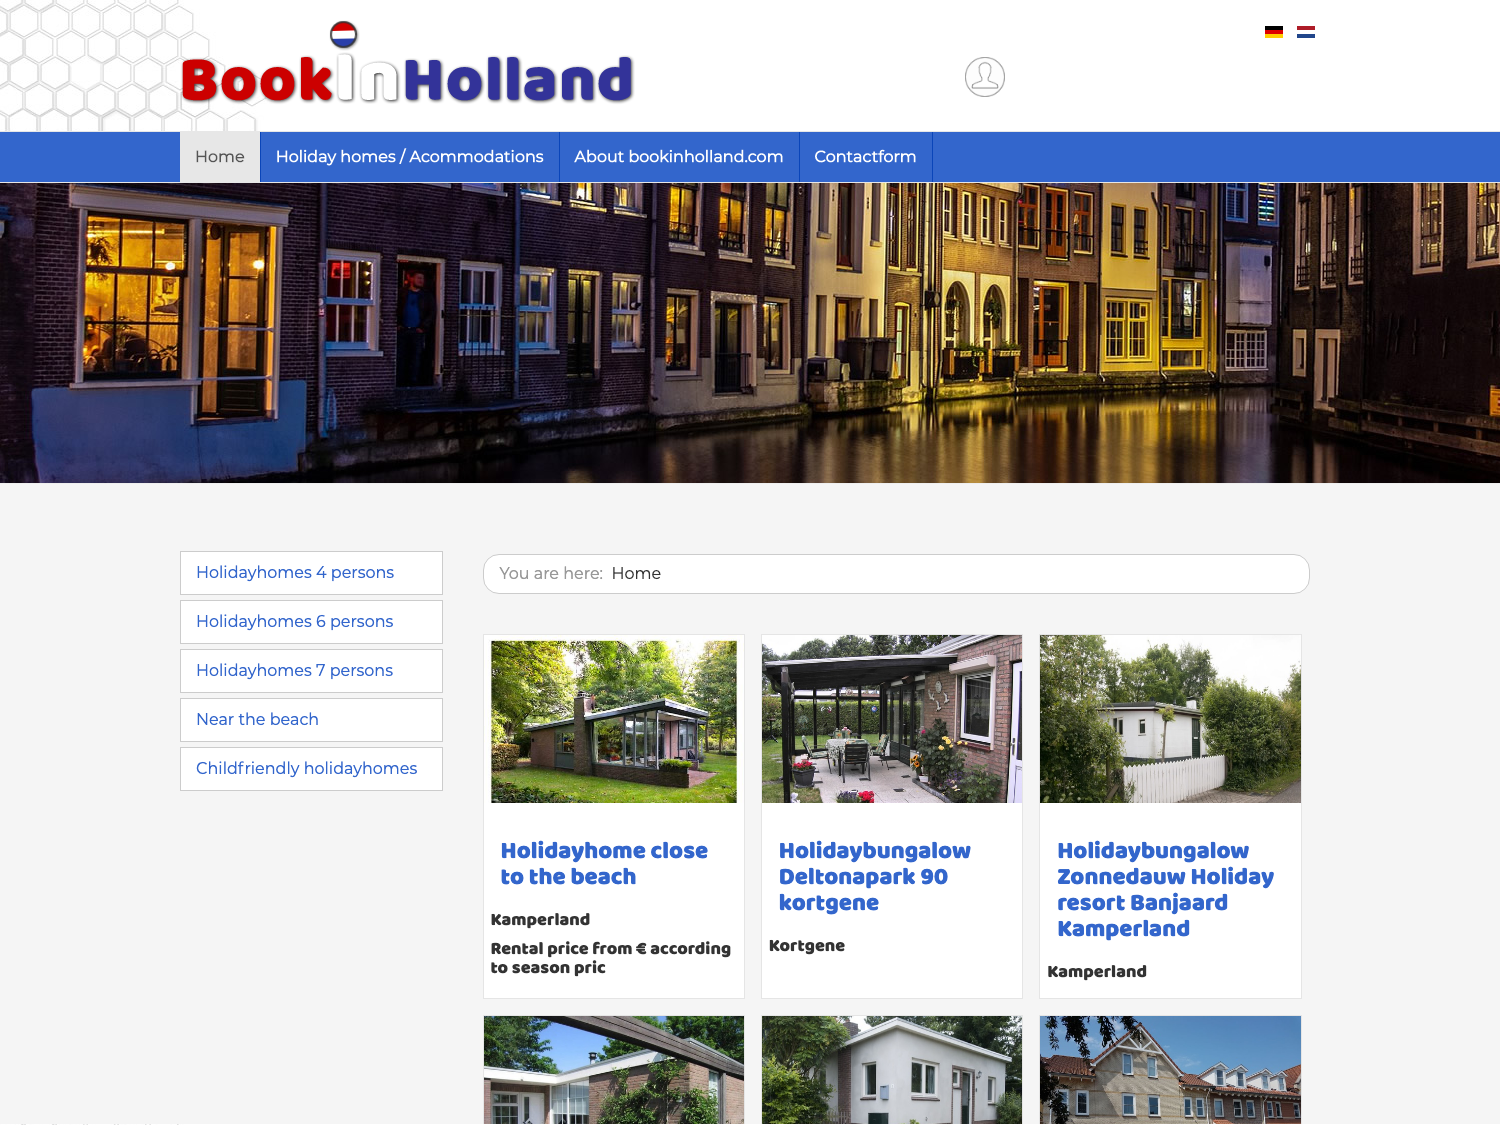 BookinHolland
Home
Holiday homes / Acommodations
About bookinholland.com
Contactform
Holidayhomes 4 persons
Holidayhomes 6 persons
Holidayhomes 7 persons
Near the beach
Childfriendly holidayhomes
You are here: Home
Holidayhome close
to the beach
Kamperland
Rental price from € according
to season pric
Holidaybungalow
Deltonapark 90
kortgene
Kortgene
Holidaybungalow
Zonnedauw Holiday
resort Banjaard
Kamperland
Kamperland